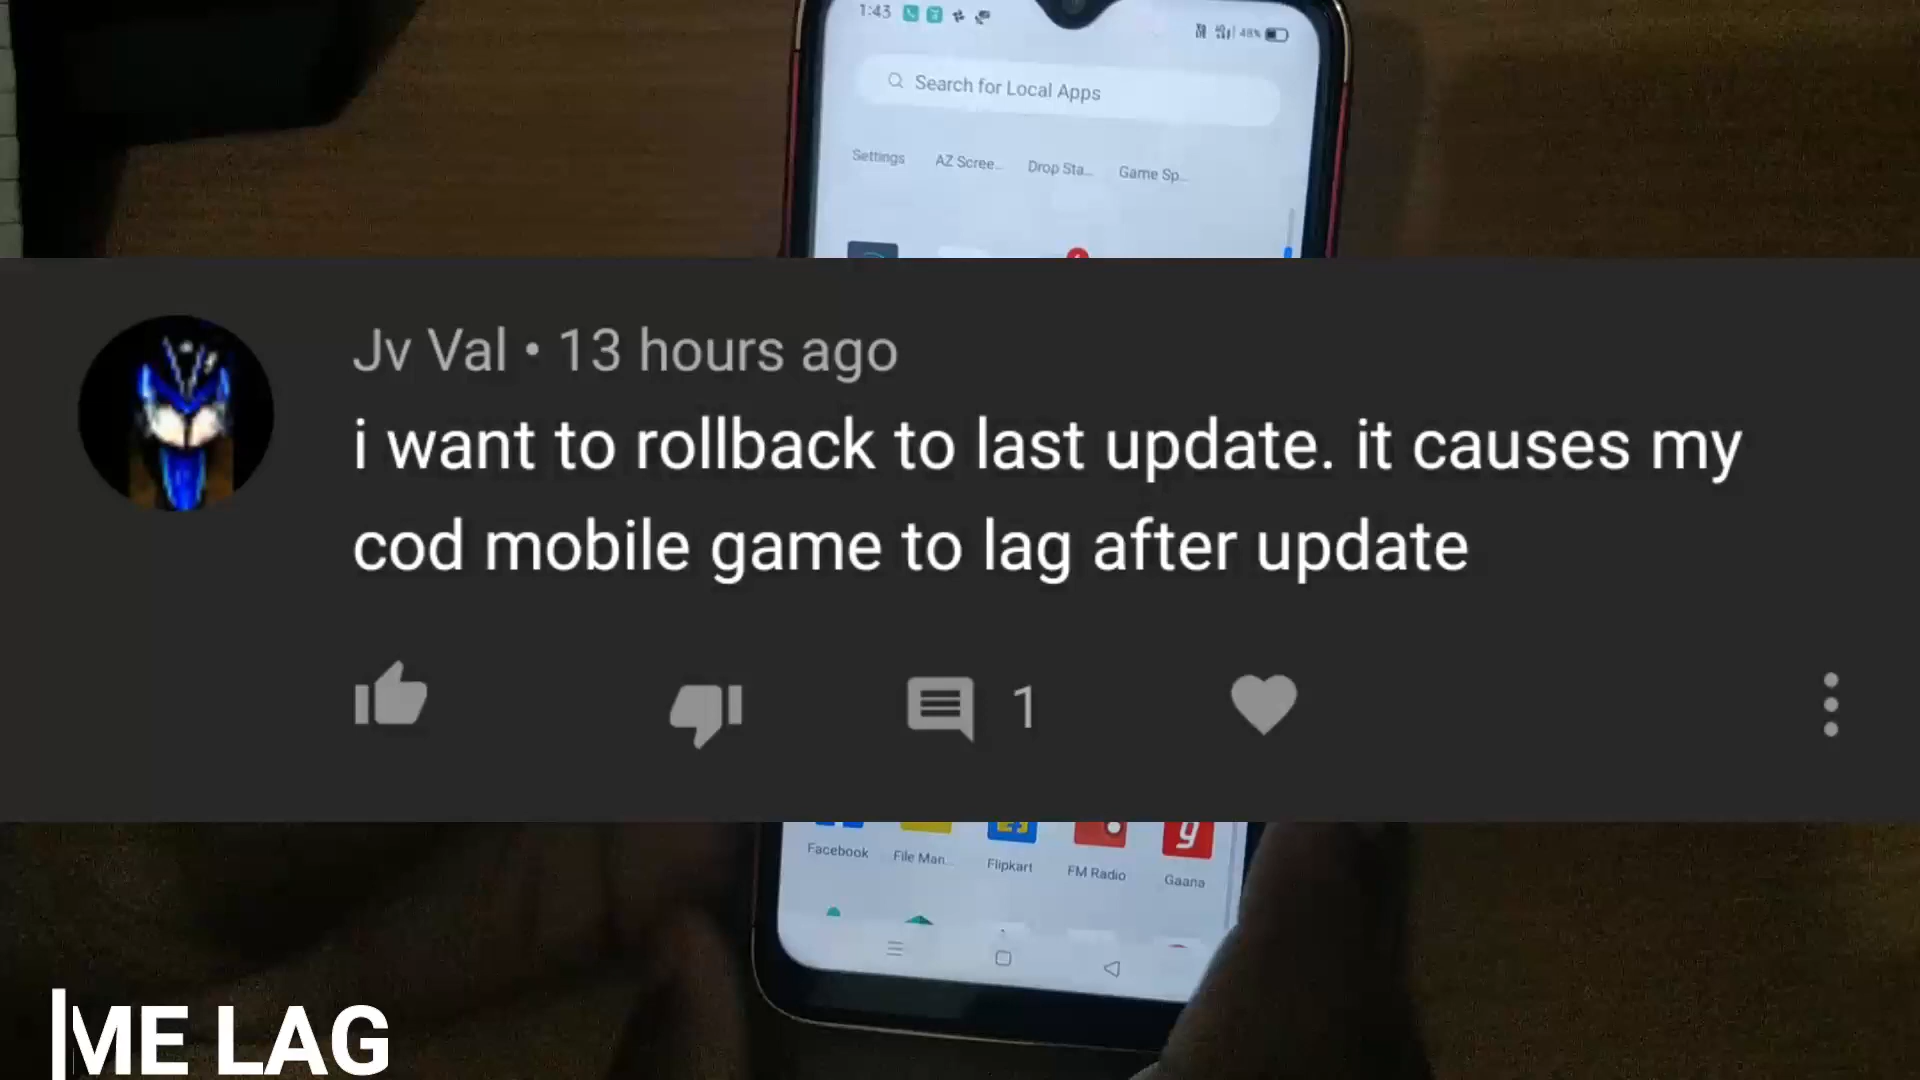 1:43
48%
Search for Local Apps
Settings AZ Scree... Drop Sta... Game Sp...
Jv Val • 13 hours ago
i want to rollback to last update. it causes my
cod mobile game to lag after update
1
Facebook File Man... Flipkart FM Radio Gaana
ME LAG